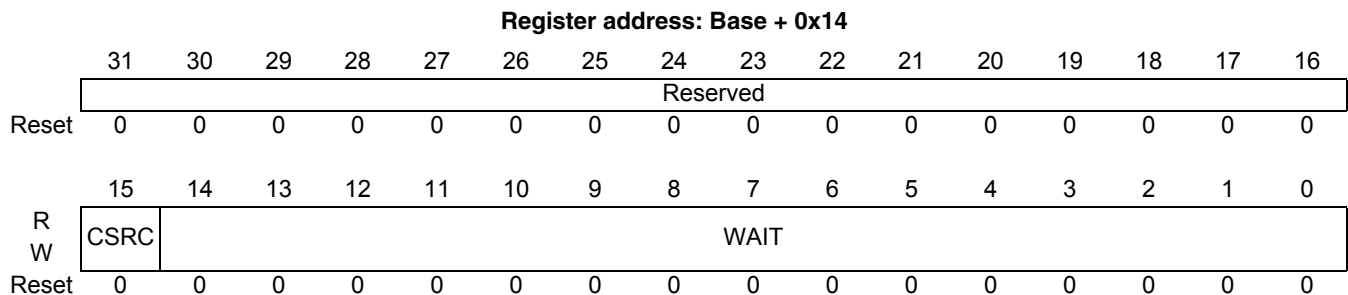 Register address: Base + 0x14
31 30 29 28 27 26 25 24 23 22 21 20 19 18 17 16
Reserved
Reset 0 0 0 0 0 0 0 0 0 0 0 0 0 0 0 0
15 14 13 12 11 10 9 8 7 6 5 4 3 2 1 0
R
CSRC WAIT
W
Reset 0 0 0 0 0 0 0 0 0 0 0 0 0 0 0 0